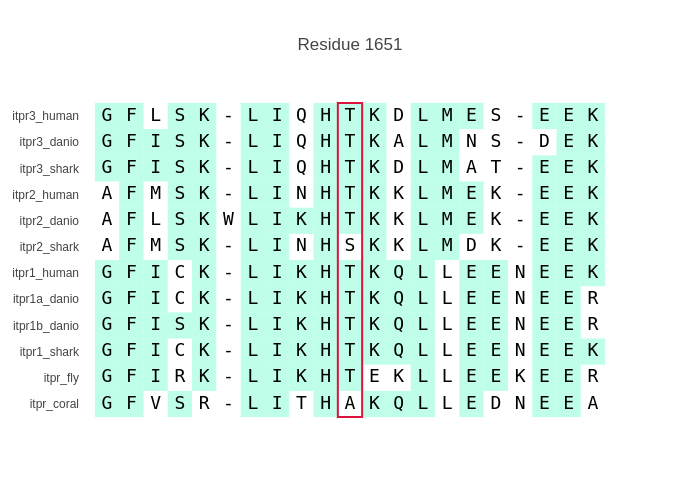 Residue 1651
itpr3_human G F L S K - L I Q H T K D L M E S - E E K
itpr3_danio G F I S K - L I Q H T K A L M N S - D E K
itpr3_shark G F I S K - L I Q H T K D L M A T - E E K
itpr2_human A F M S K - L I N H T K K L M E K - E E K
itpr2_danio A F L S K W L I K H T K K L M E K - E E K
itpr2_shark A F M S K - L I N H S K K L M D K - E E K
itpr1_human G F I C K - L I K H T K Q L L E E N E E K
itpr1a_danio G F I C K - L I K H T K Q L L E E N E E R
itpr1b_danio G F I S K - L I K H T K Q L L E E N E E R
itpr1_shark G F I C K - L I K H T K Q L L E E N E E K
itpr_fly G F I R K - L I K H T E K L L E E K E E R
itpr_coral G F V S R - L I T H A K Q L L E D N E E A